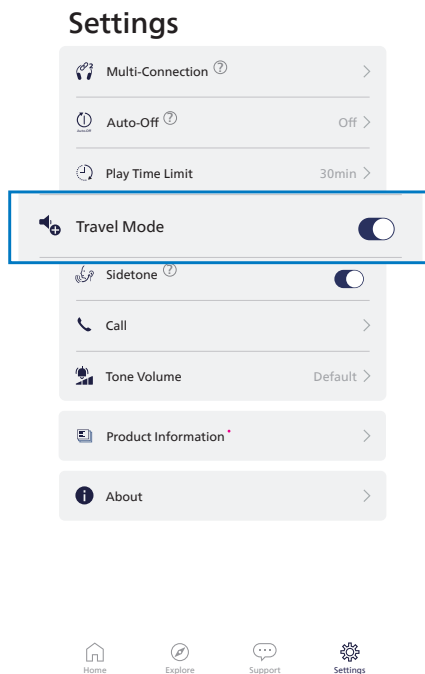 Settings
Multi-Connection ?
Auto-Off ? Off
Play Time Limit 30min
Travel Mode
Sidetone ?
Call
Tone Volume Default
Product Information
About
Home Explore Support Settings